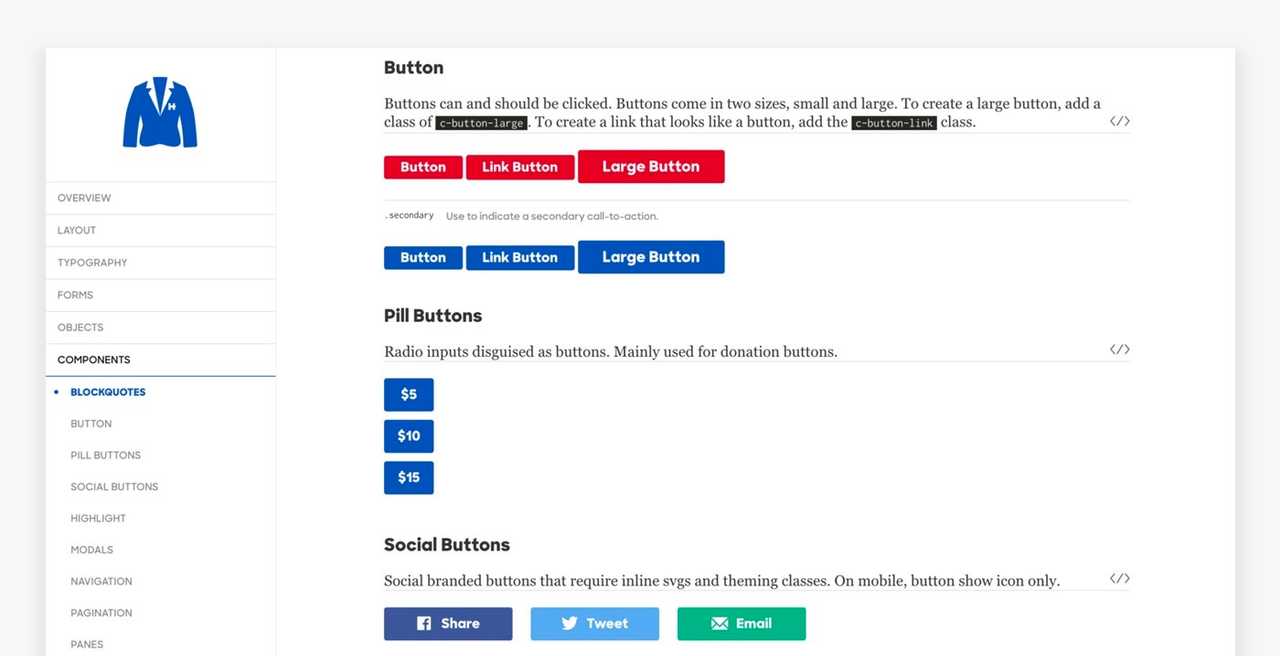 OVERVIEW
LAYOUT
TYPOGRAPHY
FORMS
OBJECTS
COMPONENTS
BLOCKQUOTES
BUTTON
PILL BUTTONS
SOCIAL BUTTONS
HIGHLIGHT
MODALS
NAVIGATION
PAGINATION
PANES
Button
Buttons can and should be clicked. Buttons come in two sizes, small and large. To create a large button, add a
class of c-button-large. To create a link that looks like a button, add the c-button-link class.
</>
Button Link Button Large Button
.secondary Use to indicate a secondary call-to-action.
Button Link Button Large Button
Pill Buttons
Radio inputs disguised as buttons. Mainly used for donation buttons.
</>
$5
$10
$15
Social Buttons
Social branded buttons that require inline svgs and theming classes. On mobile, button show icon only.
</>
Share Tweet Email